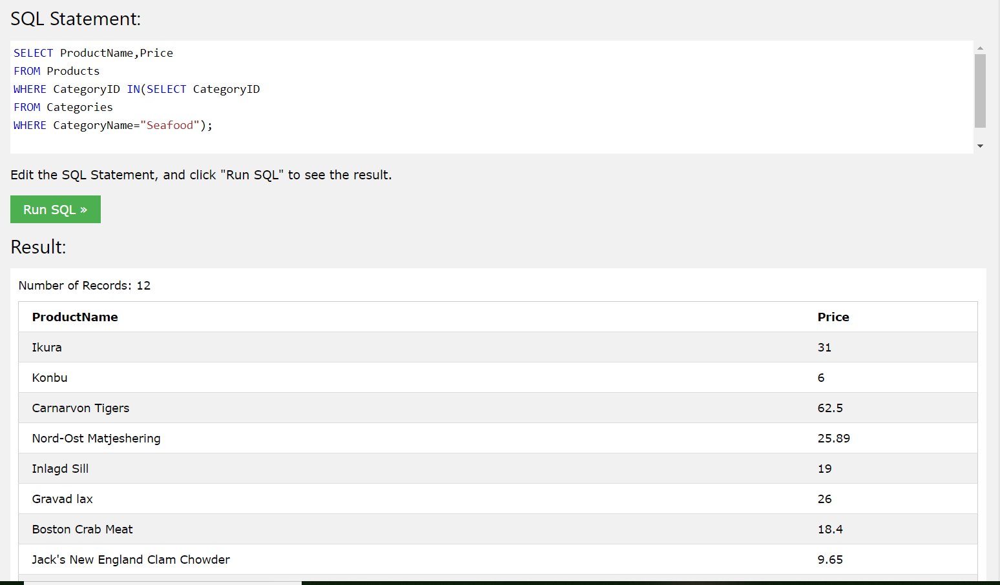 SQL Statement:
SELECT ProductName,Price
FROM Products
WHERE CategoryID IN(SELECT CategoryID
FROM Categories
WHERE CategoryName="Seafood");
Edit the SQL Statement, and click "Run SQL" to see the result.
Run SQL »
Result:
Number of Records: 12
ProductName Price
Ikura 31
Konbu 6
Carnarvon Tigers 62.5
Nord-Ost Matjeshering 25.89
Inlagd Sill 19
Gravad lax 26
Boston Crab Meat 18.4
Jack's New England Clam Chowder 9.65